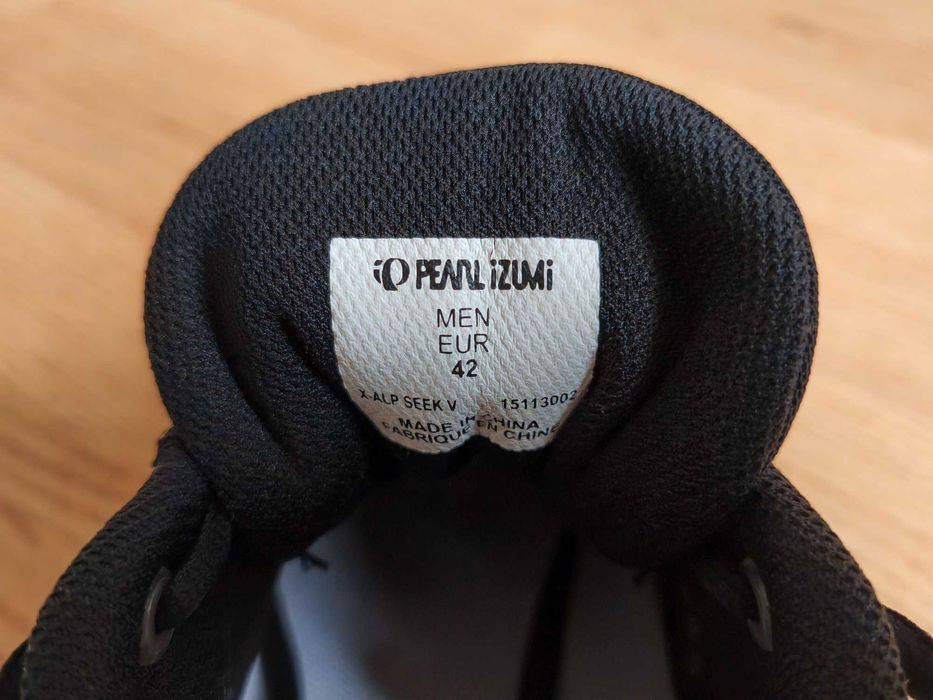 PEARL iZUMi
MEN
EUR
42
X-ALP SEEK V 15113002
MADE IN CHINA
FABRIQUE EN CHINE